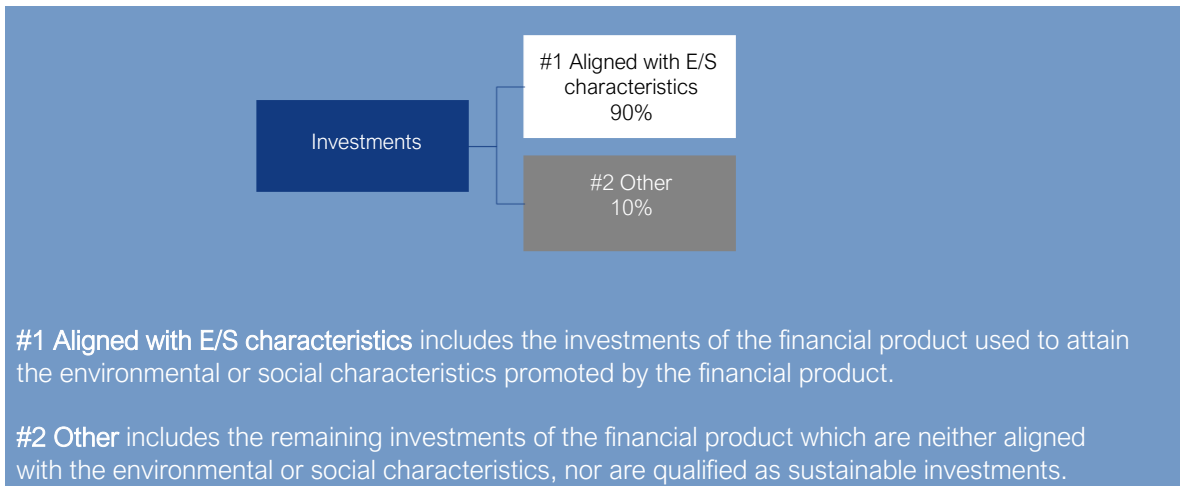 #1 Aligned with E/S
characteristics
90%
Investments
#2 Other
10%
#1 Aligned with E/S characteristics includes the investments of the financial product used to attain
the environmental or social characteristics promoted by the financial product.
#2 Other includes the remaining investments of the financial product which are neither aligned
with the environmental or social characteristics, nor are qualified as sustainable investments.